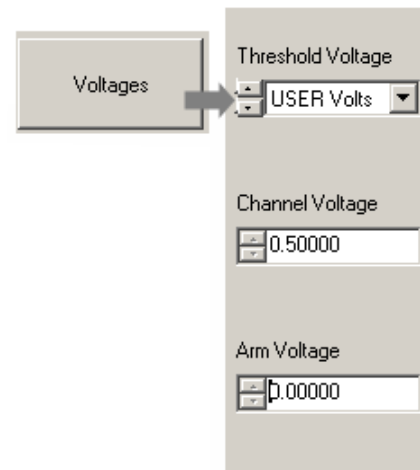 Voltages
Threshold Voltage
USER Volts
Channel Voltage
0.50000
Arm Voltage
0.00000